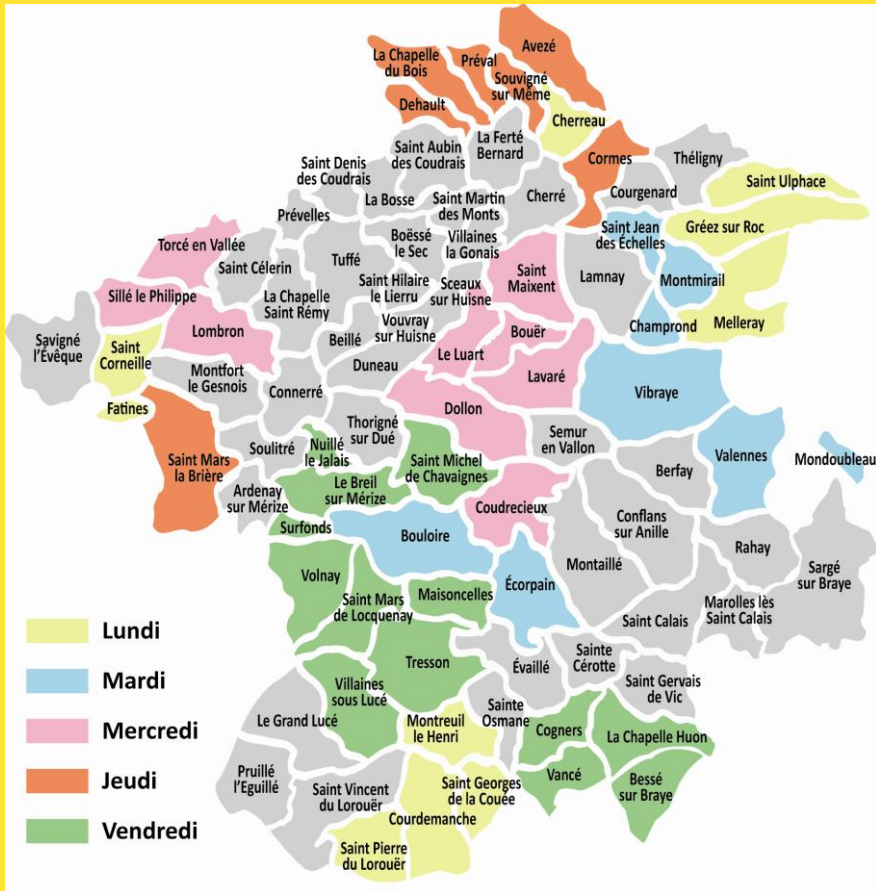 Avezé
La Chapelle
du Bois
Préval
Souvigné
sur Même
Dehault
Cherreau
La Ferté
Bernard
Saint Aubin
des Coudrais
Cormes
Théligny
Saint Denis
des Coudrais
Cherré
Courgenard
Saint Ulphace
La Bosse
Saint Martin
des Monts
Prévelles
Gréez sur Roc
Saint Jean
des Échelles
Torcé en Vallée
Boëssé
le Sec
Villaines
la Gonais
Tuffé
Saint Célerin
Saint
Maixent
Lamnay
Montmirail
Saint Hilaire
le Lierru
Sceaux
sur Huisne
Sillé le Philippe
La Chapelle
Saint Rémy
Melleray
Champrond
Lombron
Vouvray
sur Huisne
Bouër
Savigné
l'Évêque
Saint
Corneille
Beillé
Le Luart
Montfort
le Gesnois
Duneau
Lavaré
Connerré
Vibraye
Fatines
Dollon
Thorigné
sur Dué
Semur
en Vallon
Soulitré
Nuillé
le Jalais
Saint Mars
la Brière
Saint Michel
de Chavaignes
Berfay
Valennes
Mondoubleau
Le Breil
sur Mérize
Ardenay
sur Mérize
Coudrecieux
Conflans
sur Anille
Surfonds
Bouloire
Rahay
Montaillé
Sargé
sur Braye
Volnay
Écorpain
Saint Mars
de Locquenay
Maisoncelles
Marolles lès
Saint Calais
Saint Calais
Lundi
Tresson
Évaillé
Sainte
Cérotte
Mardi
Villaines
sous Lucé
Saint Gervais
de Vic
Sainte
Osmane
Le Grand Lucé
Montreuil
le Henri
Cogners
La Chapelle Huon
Mercredi
Pruillé
l'Eguillé
Saint Vincent
du Lorouër
Saint Georges
de la Couée
Vancé
Bessé
sur Braye
Jeudi
Courdemanche
Vendredi
Saint Pierre
du Lorouër